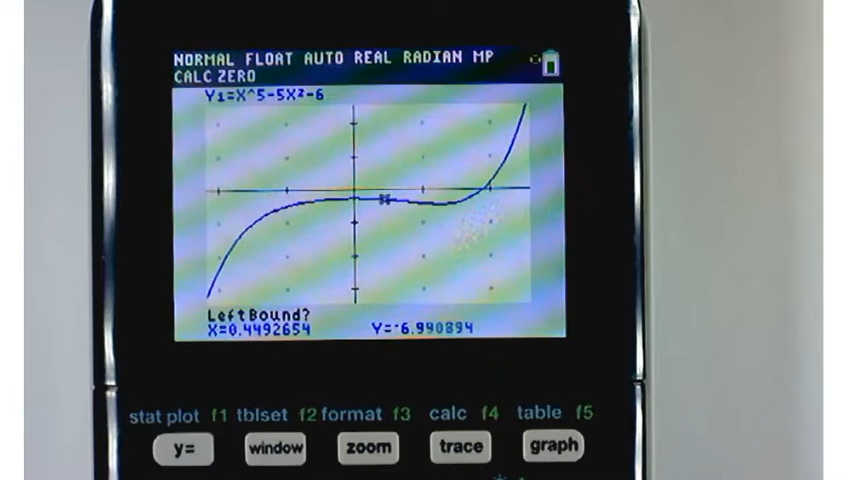 NORMAL FLOAT AUTO REAL RADIAN MP
CALC ZERO
Y1=X^5-5X²-6
LeftBound?
X=0.4492654 Y=-6.990894
stat plot f1 tblset f2 format f3 calc f4 table f5
y= window zoom trace graph